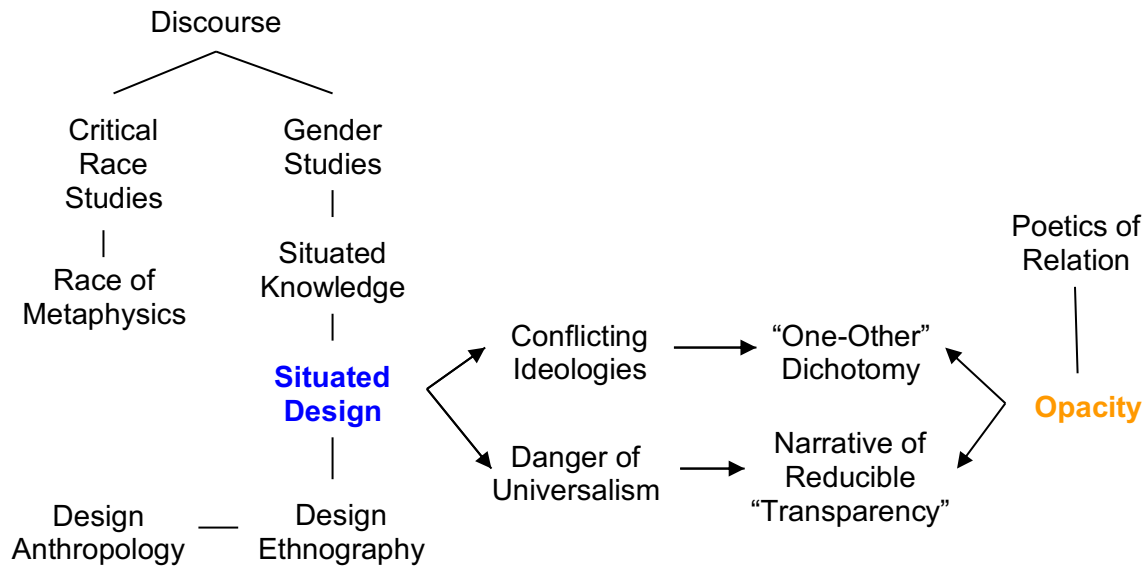 Discourse
Critical
Race
Studies
Gender
Studies
Race of
Metaphysics
Situated
Knowledge
Situated
Design
Design
Anthropology
Design
Ethnography
Conflicting
Ideologies
“One-Other”
Dichotomy
Danger of
Universalism
Narrative of
Reducible
“Transparency”
Poetics of
Relation
Opacity